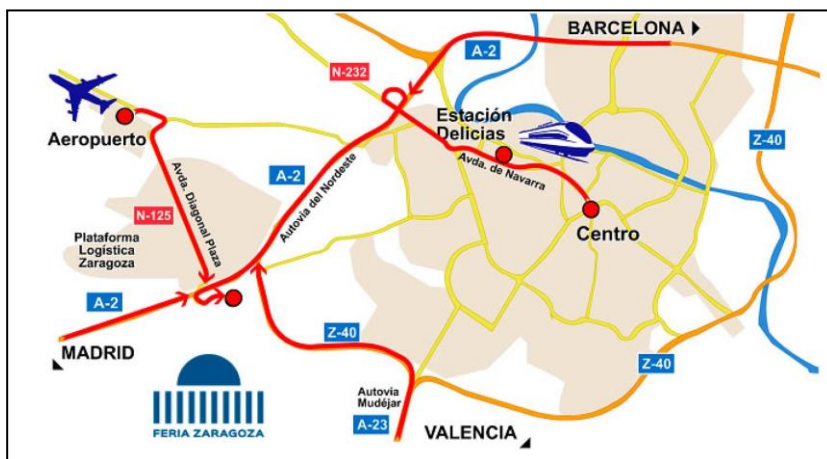 BARCELONA
A-2
N-232
Estación
Delicias
Aeropuerto
A-2
Z-40
Avda. de Navarra
Avda. Diagonal Plaza
Autovía del Nordeste
N-125
Centro
Plataforma
Logística
Zaragoza
A-2
Z-40
MADRID
Z-40
Autovía
Mudéjar
FERIA ZARAGOZA
A-23
VALENCIA